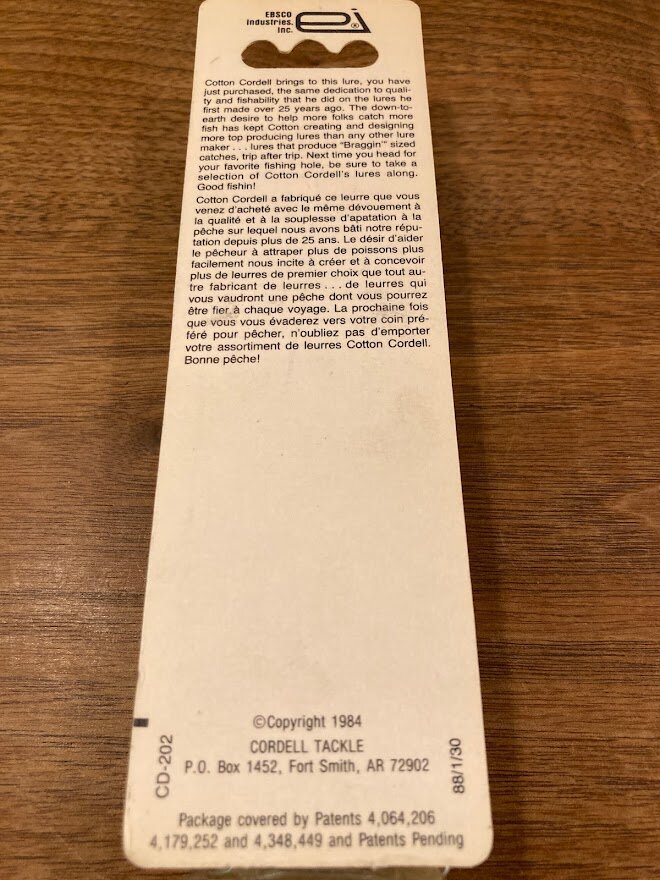 EBSCO
Industries.
Inc.
ei®
Cotton Cordell brings to this lure, you have
just purchased, the same dedication to quali-
ty and fishability that he did on the lures he
first made over 25 years ago. The down-to-
earth desire to help more folks catch more
fish has kept Cotton creating and designing
more top producing lures than any other lure
maker . . . lures that produce "Braggin'" sized
catches, trip after trip. Next time you head for
your favorite fishing hole, be sure to take a
selection of Cotton Cordell's lures along.
Good fishin!
Cotton Cordell a fabriqué ce leurre que vous
venez d'acheté avec le même dévouement à
la qualité et à la souplesse d'apatation à la
pêche sur lequel nous avons bâti notre répu-
tation depuis plus de 25 ans. Le désir d'aider
le pêcheur à attraper plus de poissons plus
facilement nous incite à créer et à concevoir
plus de leurres de premier choix que tout au-
tre fabricant de leurres . . . de leurres qui
vous vaudront une pêche dont vous pourrez
être fier à chaque voyage. La prochaine fois
que vous vous évaderez vers votre coin pré-
féré pour pêcher, n'oubliez pas d'emporter
votre assortiment de leurres Cotton Cordell.
Bonne pêche!
©Copyright 1984
CORDELL TACKLE
P.O. Box 1452, Fort Smith, AR 72902
CD-202
88/1/30
Package covered by Patents 4,064,206
4,179,252 and 4,348,449 and Patents Pending